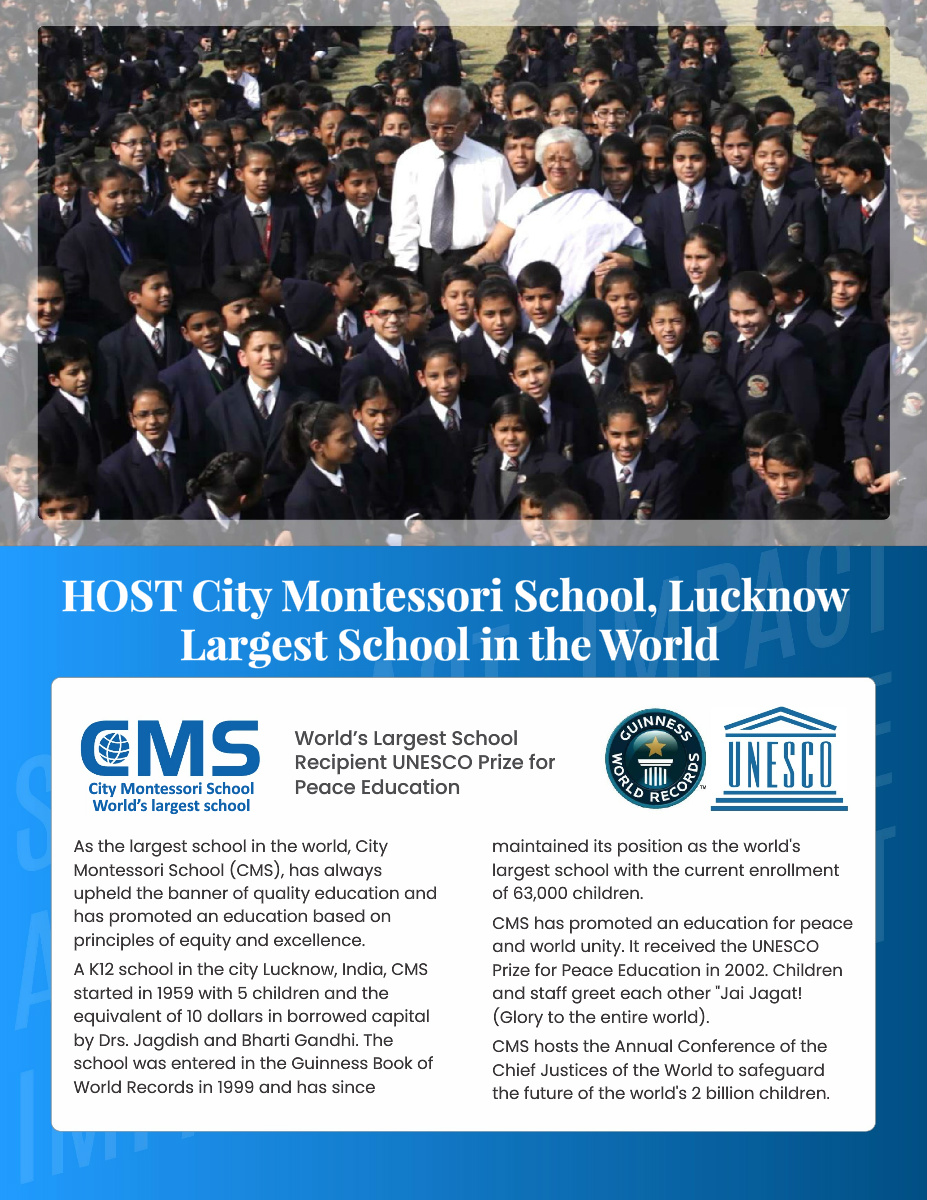 HOST City Montessori School, Lucknow
Largest School in the World
CMS
City Montessori School
World's largest school
World's Largest School
Recipient UNESCO Prize for
Peace Education
GUINNESS
WORLD RECORDS
™
UNESCO
As the largest school in the world, City
Montessori School (CMS), has always
upheld the banner of quality education and
has promoted an education based on
principles of equity and excellence.
A K12 school in the city Lucknow, India, CMS
started in 1959 with 5 children and the
equivalent of 10 dollars in borrowed capital
by Drs. Jagdish and Bharti Gandhi. The
school was entered in the Guinness Book of
World Records in 1999 and has since
maintained its position as the world's
largest school with the current enrollment
of 63,000 children.
CMS has promoted an education for peace
and world unity. It received the UNESCO
Prize for Peace Education in 2002. Children
and staff greet each other "Jai Jagat!
(Glory to the entire world).
CMS hosts the Annual Conference of the
Chief Justices of the World to safeguard
the future of the world's 2 billion children.
IMPACT